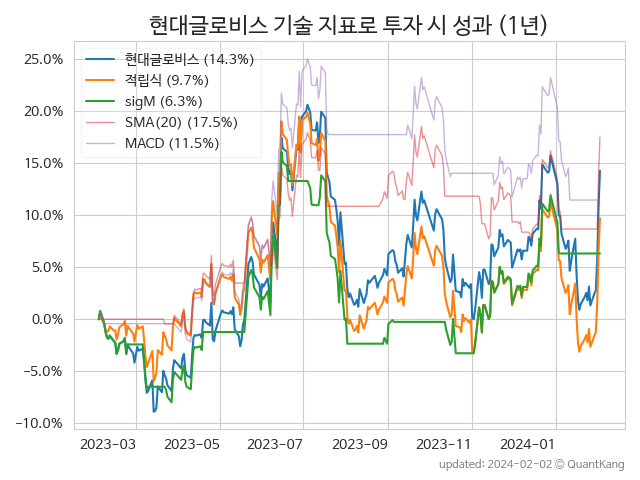 현대글로비스 기술 지표로 투자 시 성과 (1년)
25.0%
20.0%
15.0%
10.0%
5.0%
0.0%
−5.0%
−10.0%
현대글로비스 (14.3%)
적립식 (9.7%)
sigM (6.3%)
SMA(20) (17.5%)
MACD (11.5%)
2023-03 2023-05 2023-07 2023-09 2023-11 2024-01
updated: 2024-02-02 © QuantKang